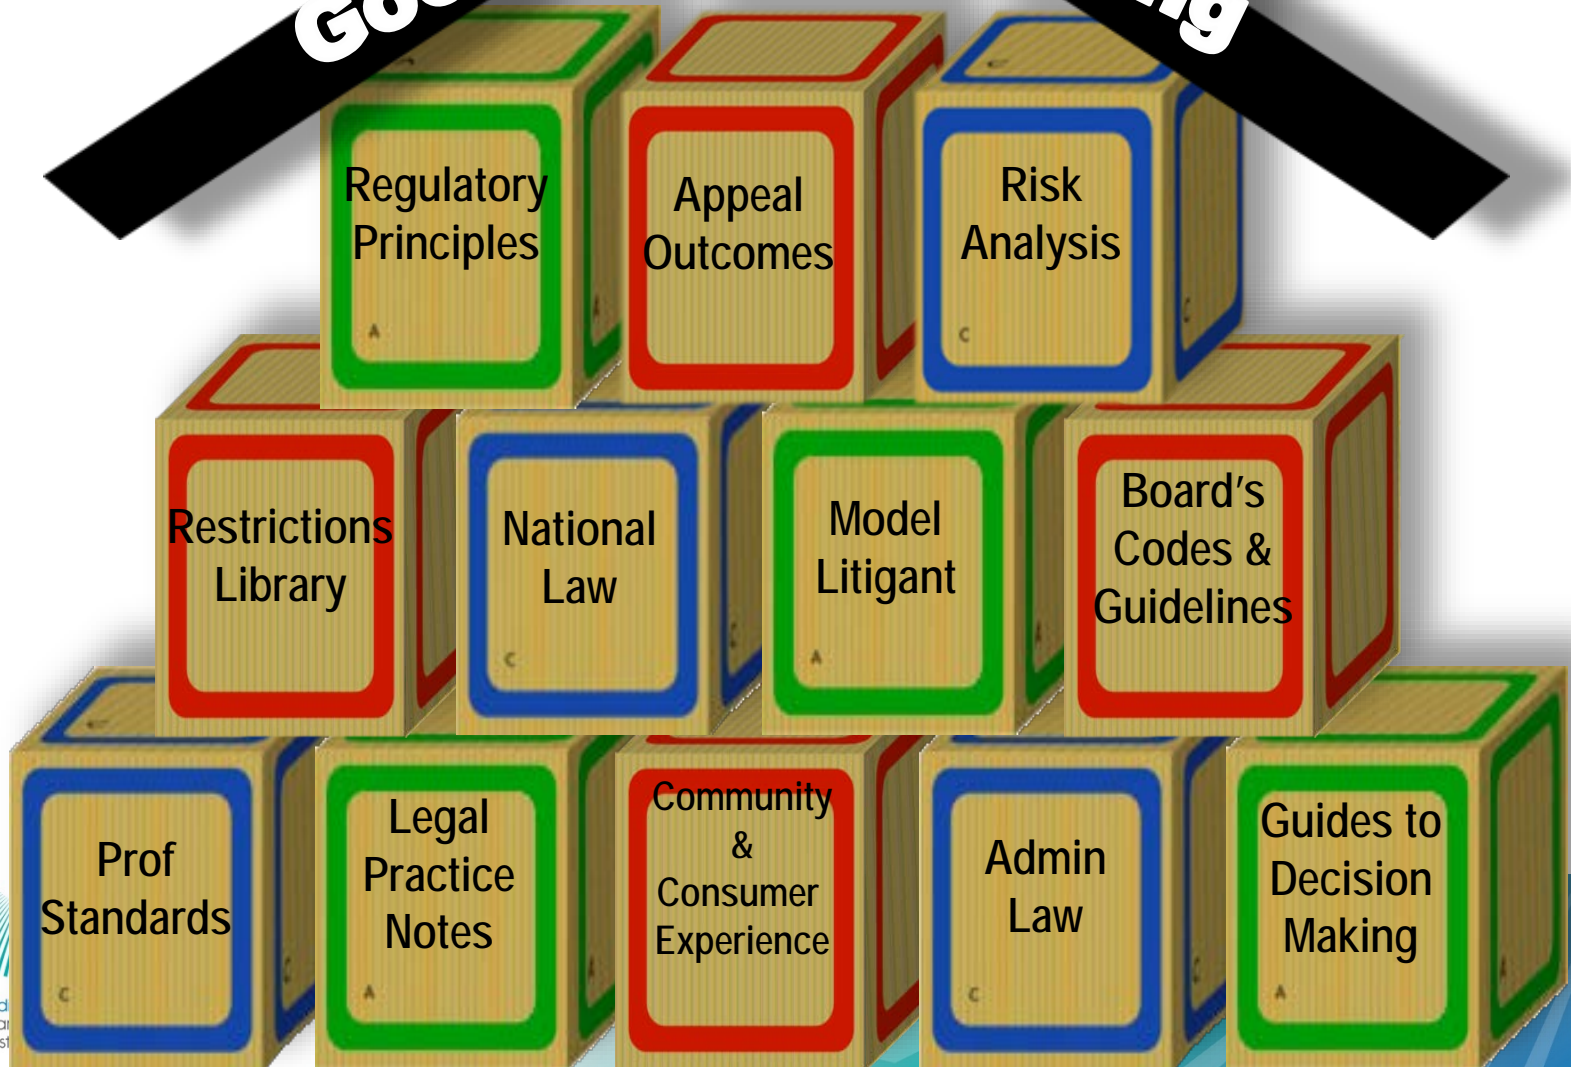 Regulatory
Principles
Appeal
Outcomes
Risk
Analysis
Restrictions
Library
National
Law
Model
Litigant
Board's
Codes &
Guidelines
Prof
Standards
Legal
Practice
Notes
Community
&
Consumer
Experience
Admin
Law
Guides to
Decision
Making